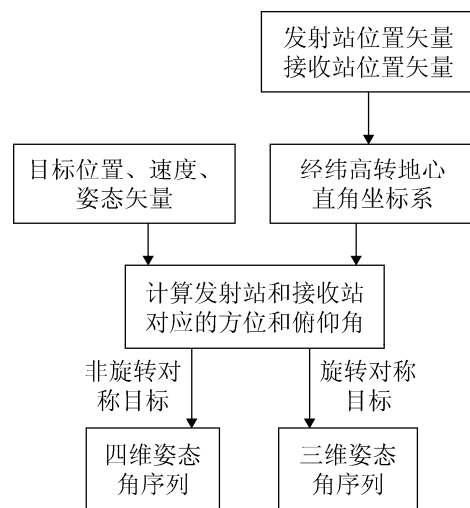 发射站位置矢量
接收站位置矢量
目标位置、速度、
姿态矢量
经纬高转地心
直角坐标系
计算发射站和接收站
对应的方位和俯仰角
非旋转对
称目标
旋转对称
目标
四维姿态
角序列
三维姿态
角序列